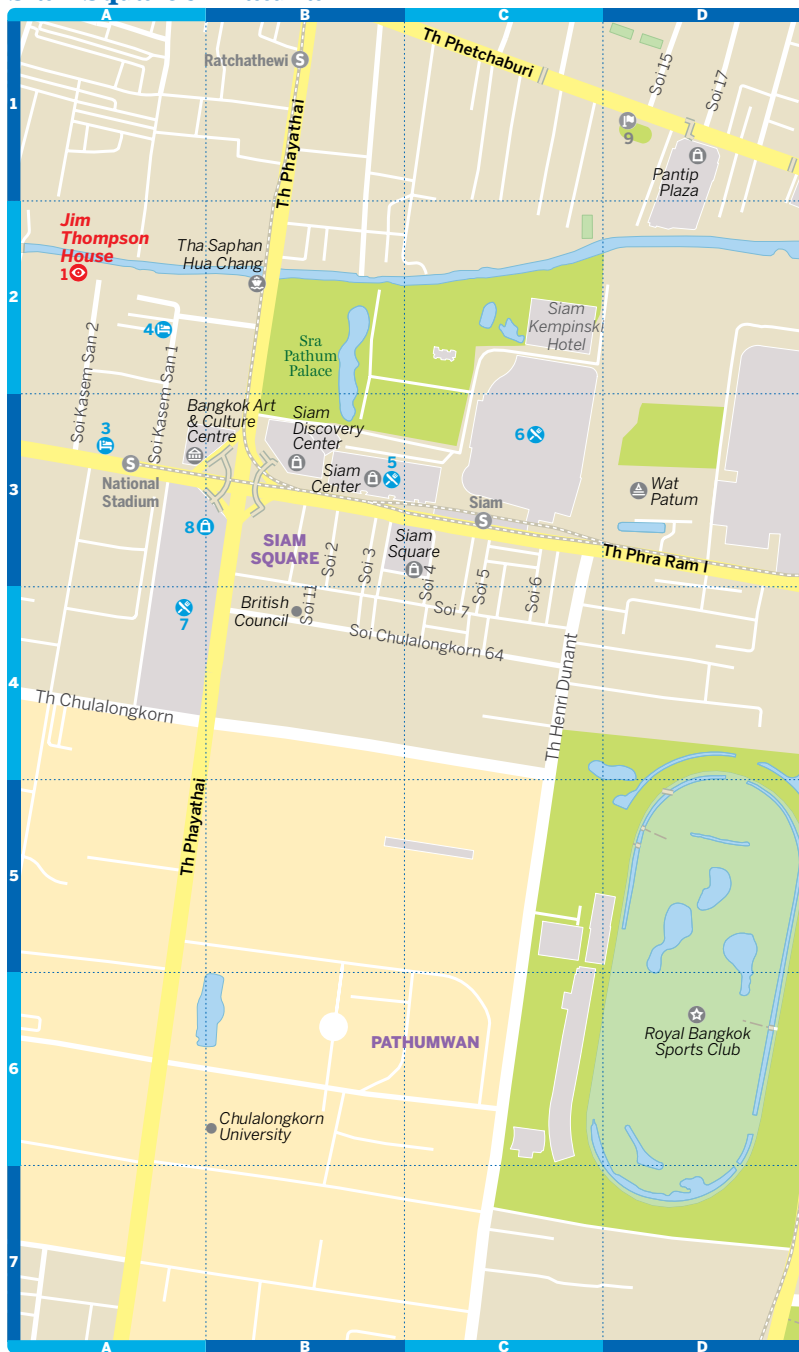 A
B
C
D
1
2
3
4
5
6
7
Ratchathewi
S
Th Phetchaburi
Soi 15
Soi 17
9
Pantip
Plaza
Th Phayathai
Jim
Thompson
House
1
Tha Saphan
Hua Chang
4
Soi Kasem San 2
Soi Kasem San 1
Sra
Pathum
Palace
Siam
Kempinski
Hotel
3
Bangkok Art
& Culture
Centre
Siam
Discovery
Center
Siam
Center
5
6
S
National
Stadium
Siam
S
Wat
Patum
8
SIAM
SQUARE
Soi 2
Soi 3
Siam
Square
Soi 4
Soi 5
Soi 6
Th Phra Ram I
British
Council
Soi 11
Soi 7
7
Soi Chulalongkorn 64
Th Henri Dunant
Th Chulalongkorn
Th Phayathai
PATHUMWAN
Royal Bangkok
Sports Club
Chulalongkorn
University
A
B
C
D